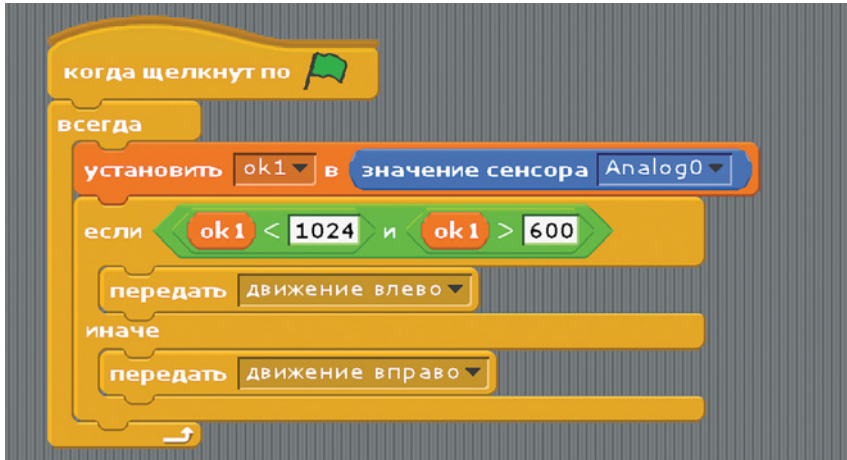 когда щелкнут по
всегда
установить ok1 в значение сенсора Analog0
если ok1 < 1024 и ok1 > 600
передать движение влево
иначе
передать движение вправо